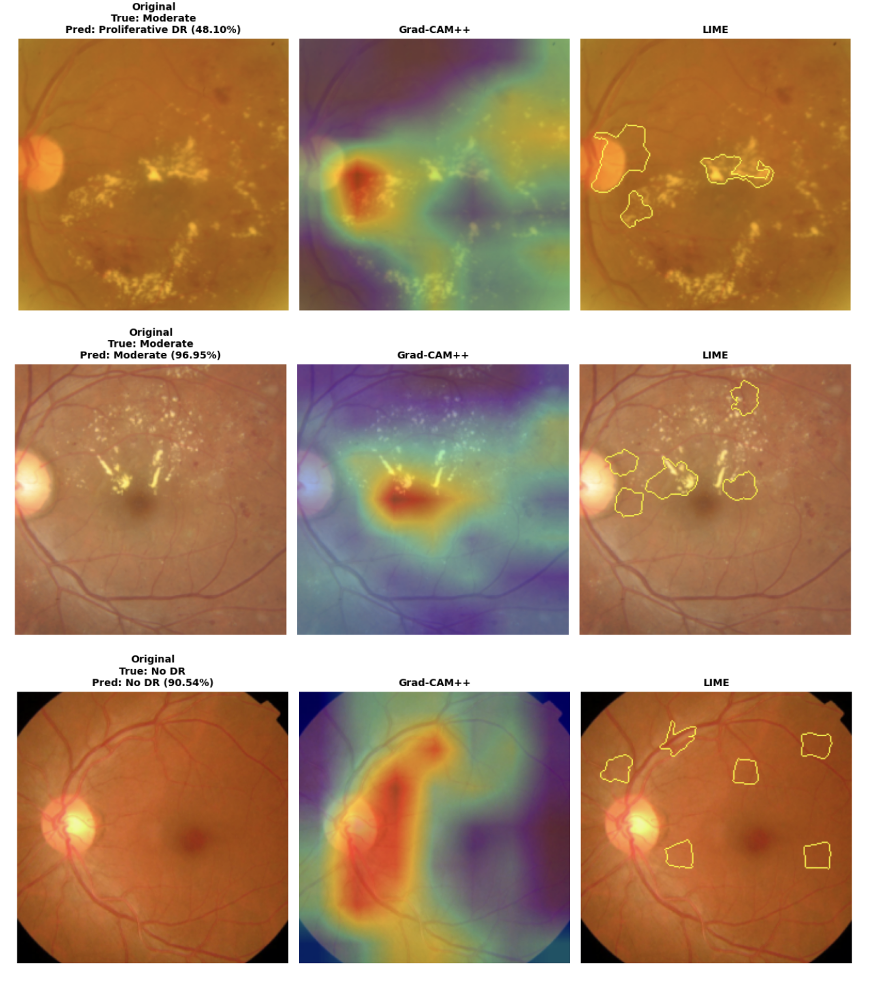 Original
True: Moderate
Pred: Proliferative DR (48.10%)
Grad-CAM++
LIME
Original
True: Moderate
Pred: Moderate (96.95%)
Grad-CAM++
LIME
Original
True: No DR
Pred: No DR (90.54%)
Grad-CAM++
LIME